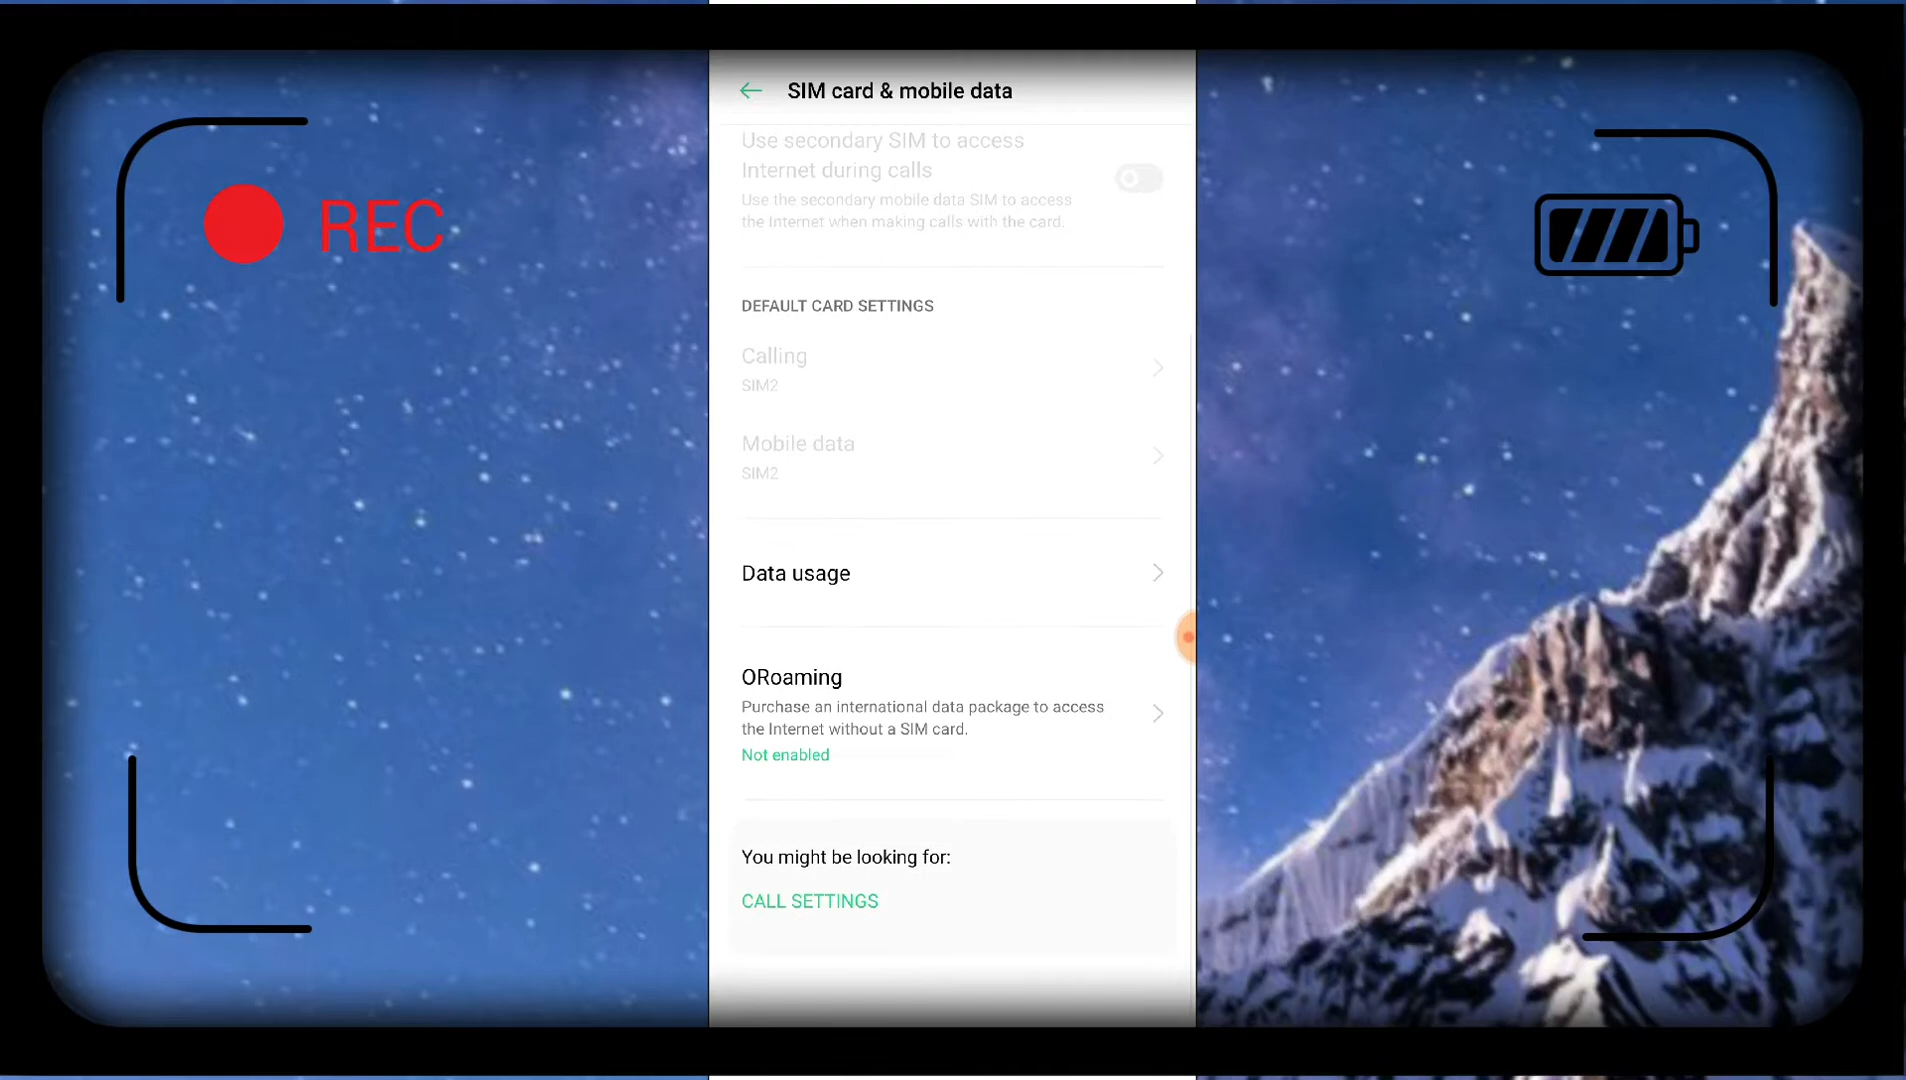 SIM card & mobile data
Use secondary SIM to access
Internet during calls
Use the secondary mobile data SIM to access
the Internet when making calls with the card.
REC
DEFAULT CARD SETTINGS
Calling
SIM2
Mobile data
SIM2
Data usage
ORoaming
Purchase an international data package to access
the Internet without a SIM card.
Not enabled
You might be looking for:
CALL SETTINGS